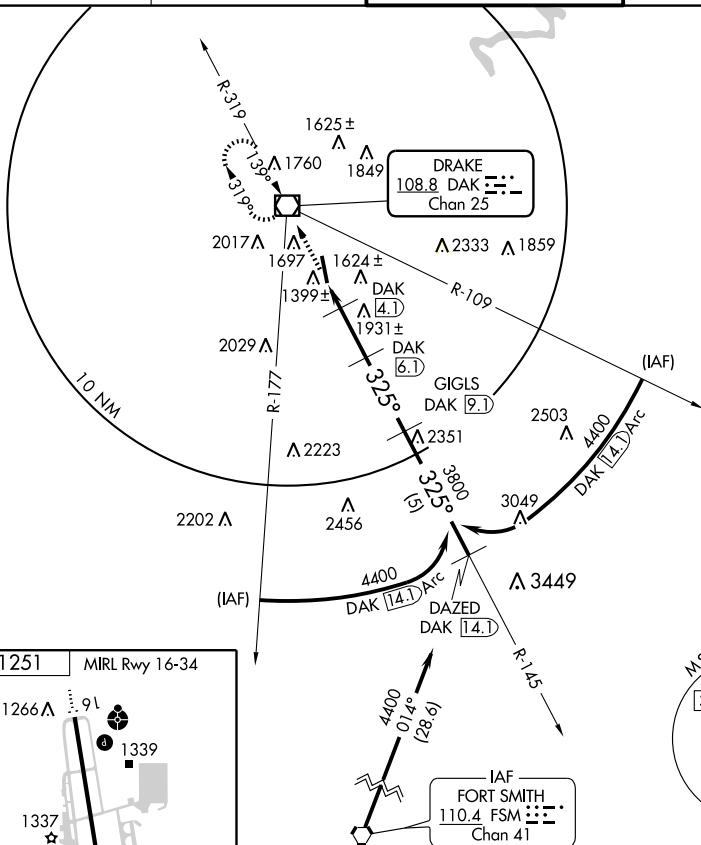 R-319
1625±
139°
1760
1849
319°
DRAKE
108.8 DAK
Chan 25
2017
1697
1624±
2333
1859
1399±
DAK
4.1
R-109
1931±
2029
DAK
6.1
(IAF)
10 NM
R-177
325°
GIGLS
DAK 9.1
2503
4400
DAK 14.1 Arc
2351
2223
3800
325°
(5)
3049
2202
2456
4400
DAK 14.1 Arc
(IAF)
3449
DAZED
DAK 14.1
R-145
1251
MIRL Rwy 16-34
1266
16
1339
1337
P
4400
014°
(28.6)
IAF
FORT SMITH
110.4 FSM
Chan 41